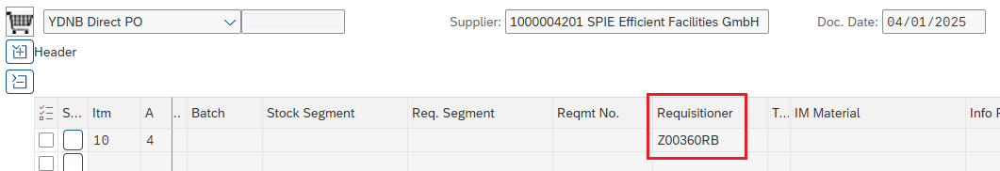 YDNB Direct PO Supplier: 1000004201 SPIE Efficient Facilities GmbH Doc. Date: 04/01/2025
Header
S... Itm A .. Batch Stock Segment Req. Segment Reqmt No. Requisitioner T... IM Material Info
10 4 Z00360RB